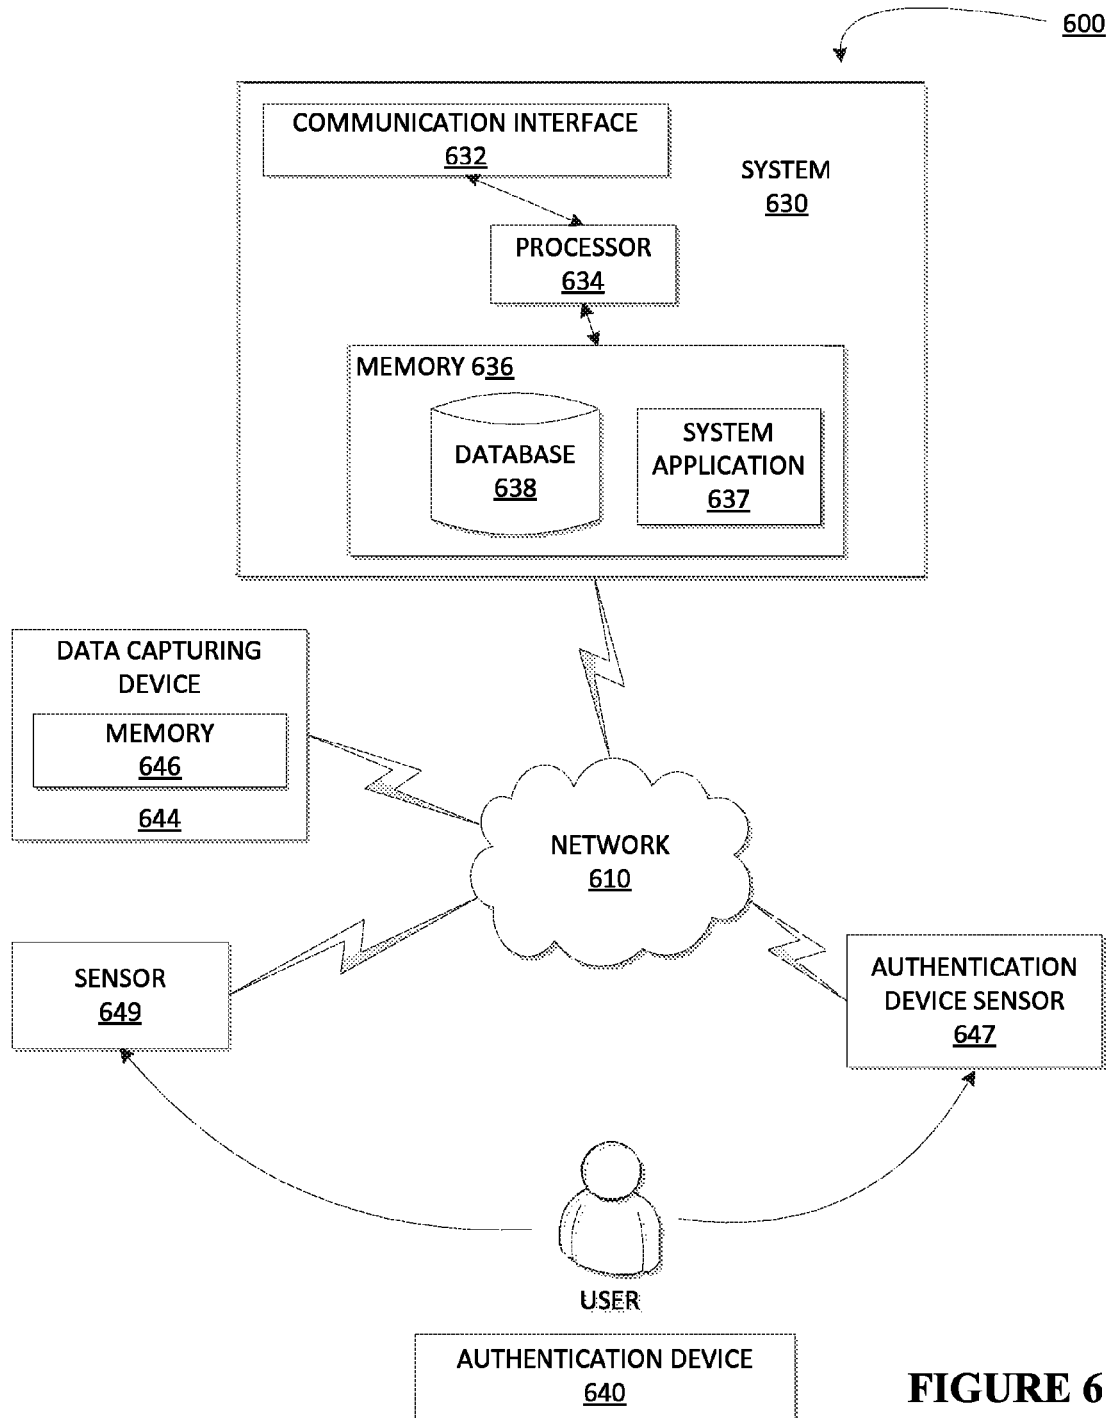 600
COMMUNICATION INTERFACE
632
SYSTEM
630
PROCESSOR
634
MEMORY 636
DATABASE
638
SYSTEM
APPLICATION
637
DATA CAPTURING
DEVICE
MEMORY
646
644
NETWORK
610
SENSOR
649
AUTHENTICATION
DEVICE SENSOR
647
USER
AUTHENTICATION DEVICE
640
FIGURE 6